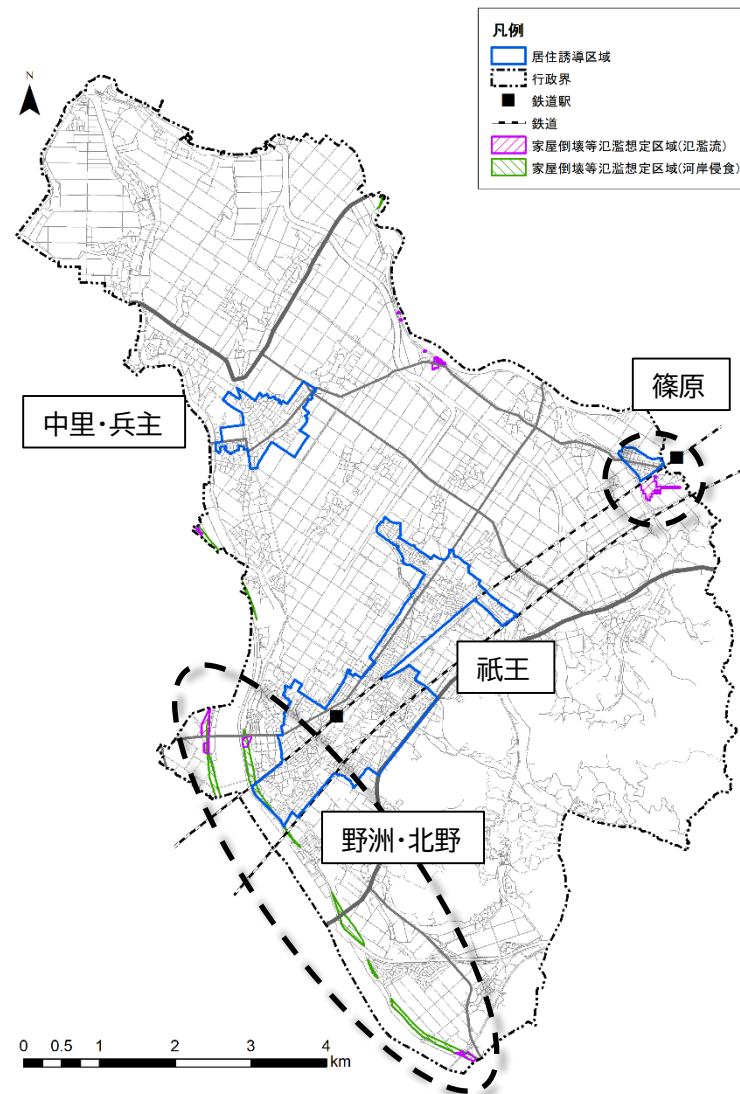 凡例
居住誘導区域
行政界
鉄道駅
鉄道
家屋倒壊等氾濫想定区域(氾濫流)
家屋倒壊等氾濫想定区域(河岸侵食)
N
篠原
中里・兵主
祇王
野洲・北野
0 0.5 1 2 3 4
km